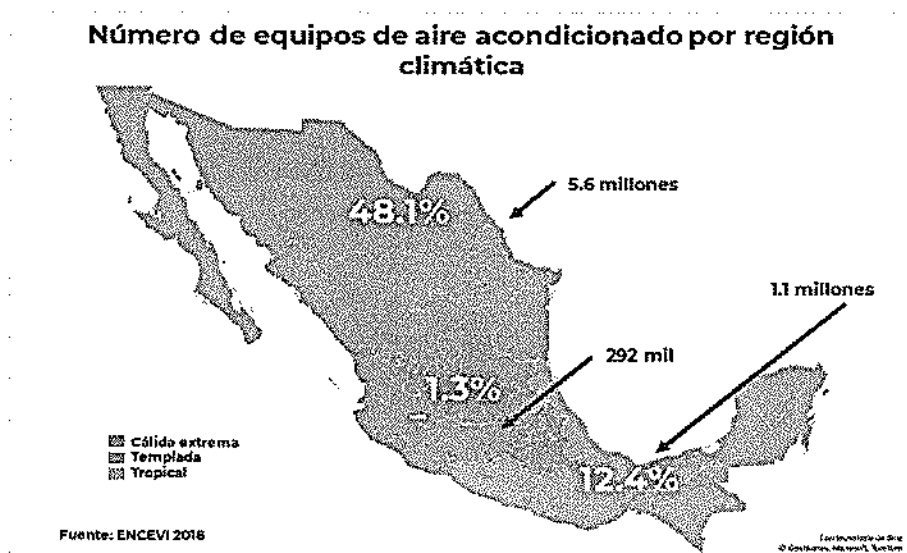 Número de equipos de aire acondicionado por región
climática
5.6 millones
48.1%
1.1 millones
292 mil
1.3%
Cálida extrema
Templada
Tropical
12.4%
Fuente: ENCEVI 2018